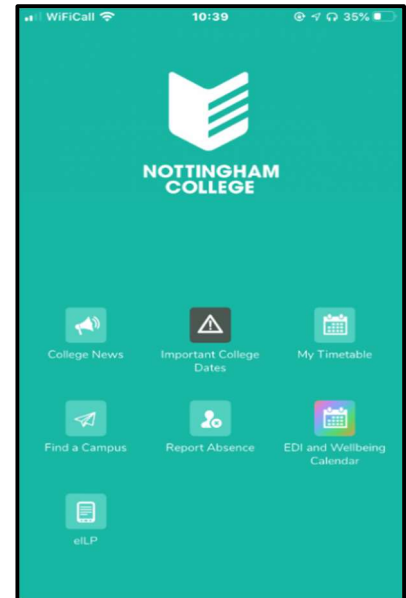 WiFiCall 10:39 35%
NOTTINGHAM
COLLEGE
College News
Important College
Dates
My Timetable
Find a Campus
Report Absence
EDI and Wellbeing
Calendar
eILP